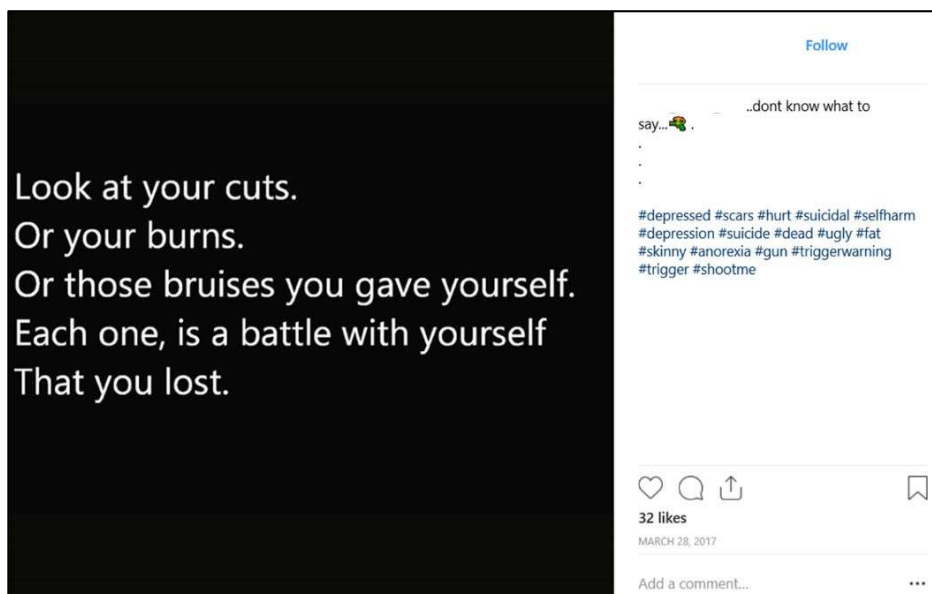 Follow
Look at your cuts.
Or your burns.
Or those bruises you gave yourself.
Each one, is a battle with yourself
That you lost.
..dont know what to
say... .
.
.
.
#depressed #scars #hurt #suicidal #selfharm
#depression #suicide #dead #ugly #fat
#skinny #anorexia #gun #triggerwarning
#trigger #shootme
32 likes
MARCH 28, 2017
Add a comment...